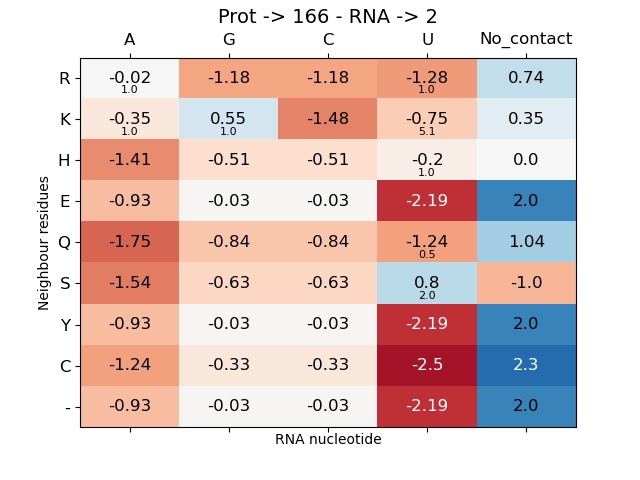 Prot -> 166 - RNA -> 2
A G C U No_contact
R -0.02 -1.18 -1.18 -1.28 0.74
1.0 1.0
K -0.35 0.55 -1.48 -0.75 0.35
1.0 1.0 5.1
H -1.41 -0.51 -0.51 -0.2 0.0
1.0
E -0.93 -0.03 -0.03 -2.19 2.0
Q -1.75 -0.84 -0.84 -1.24 1.04
0.5
S -1.54 -0.63 -0.63 0.8 -1.0
2.0
Y -0.93 -0.03 -0.03 -2.19 2.0
C -1.24 -0.33 -0.33 -2.5 2.3
- -0.93 -0.03 -0.03 -2.19 2.0
Neighbour residues
RNA nucleotide